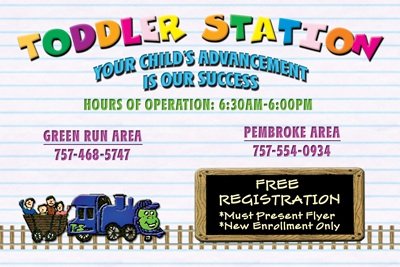 TODDLER STATION
YOUR CHILD'S ADVANCEMENT
IS OUR SUCCESS
HOURS OF OPERATION: 6:30AM-6:00PM
GREEN RUN AREA
757-468-5747
PEMBROKE AREA
757-554-0934
FREE
REGISTRATION
*Must Present Flyer
*New Enrollment Only